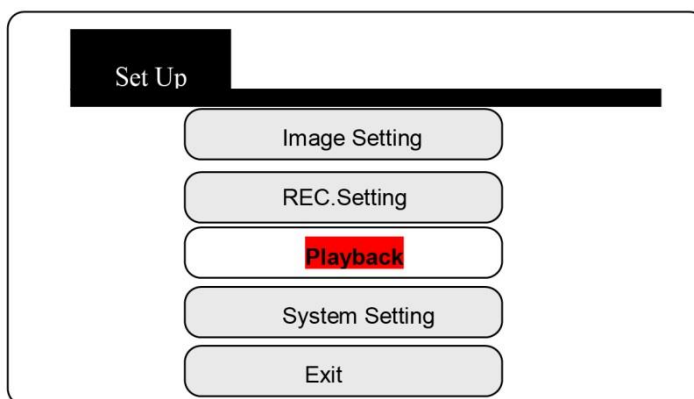 Set Up
Image Setting
REC.Setting
Playback
System Setting
Exit